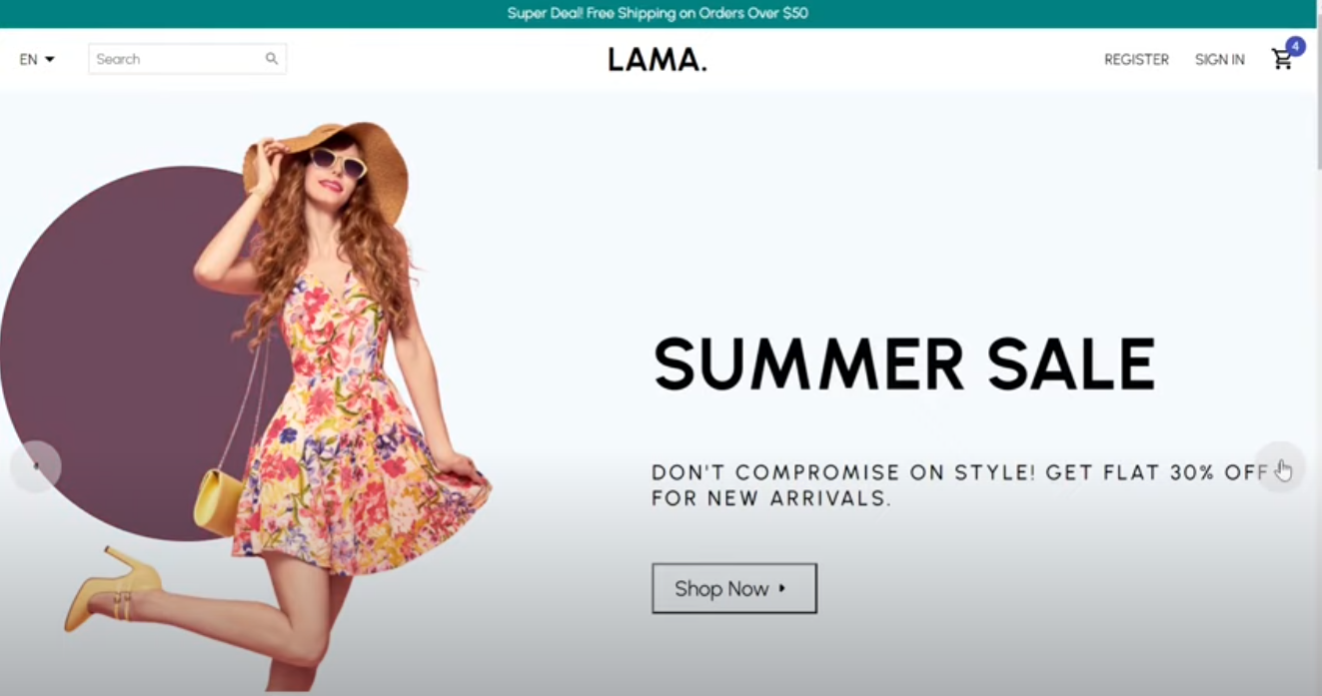 Super Deal! Free Shipping on Orders Over $50
EN
Search
LAMA.
REGISTER
SIGN IN
4
SUMMER SALE
DON'T COMPROMISE ON STYLE! GET FLAT 30% OFF
FOR NEW ARRIVALS.
Shop Now